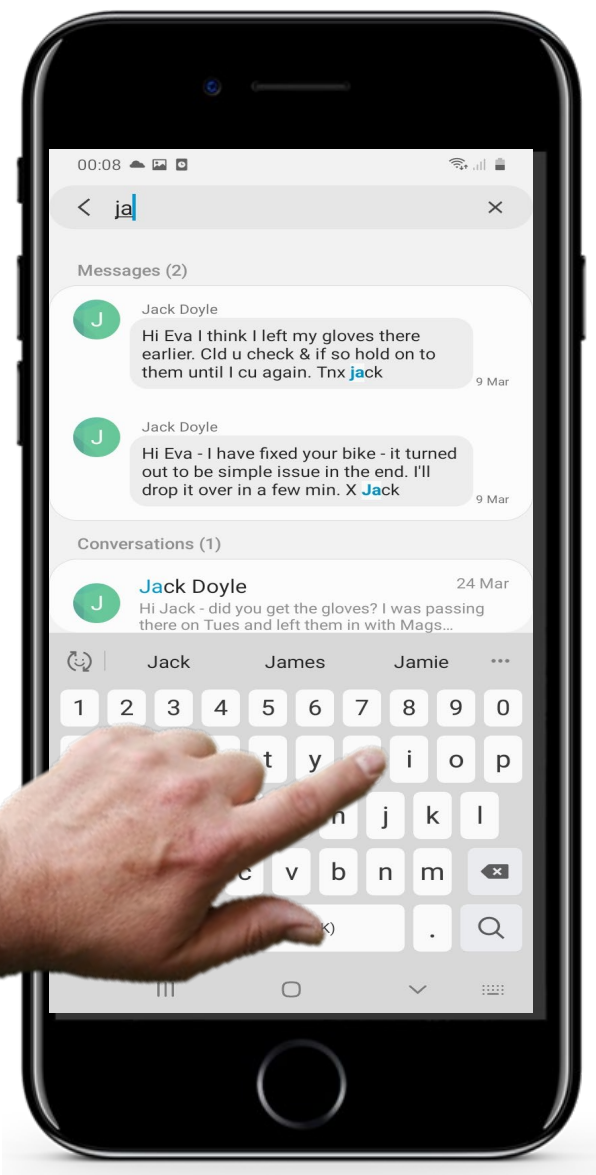 00:08
ja
Messages (2)
Jack Doyle
J
Hi Eva I think I left my gloves there
earlier. Cld u check & if so hold on to
them until I cu again. Tnx jack
9 Mar
Jack Doyle
J
Hi Eva - I have fixed your bike - it turned
out to be simple issue in the end. I'll
drop it over in a few min. X Jack
9 Mar
Conversations (1)
Jack Doyle 24 Mar
J
Hi Jack - did you get the gloves? I was passing
there on Tues and left them in with Mags...
Jack James Jamie
1 2 3 4 5 6 7 8 9 0
t y i o p
h j k l
c v b n m
K) .